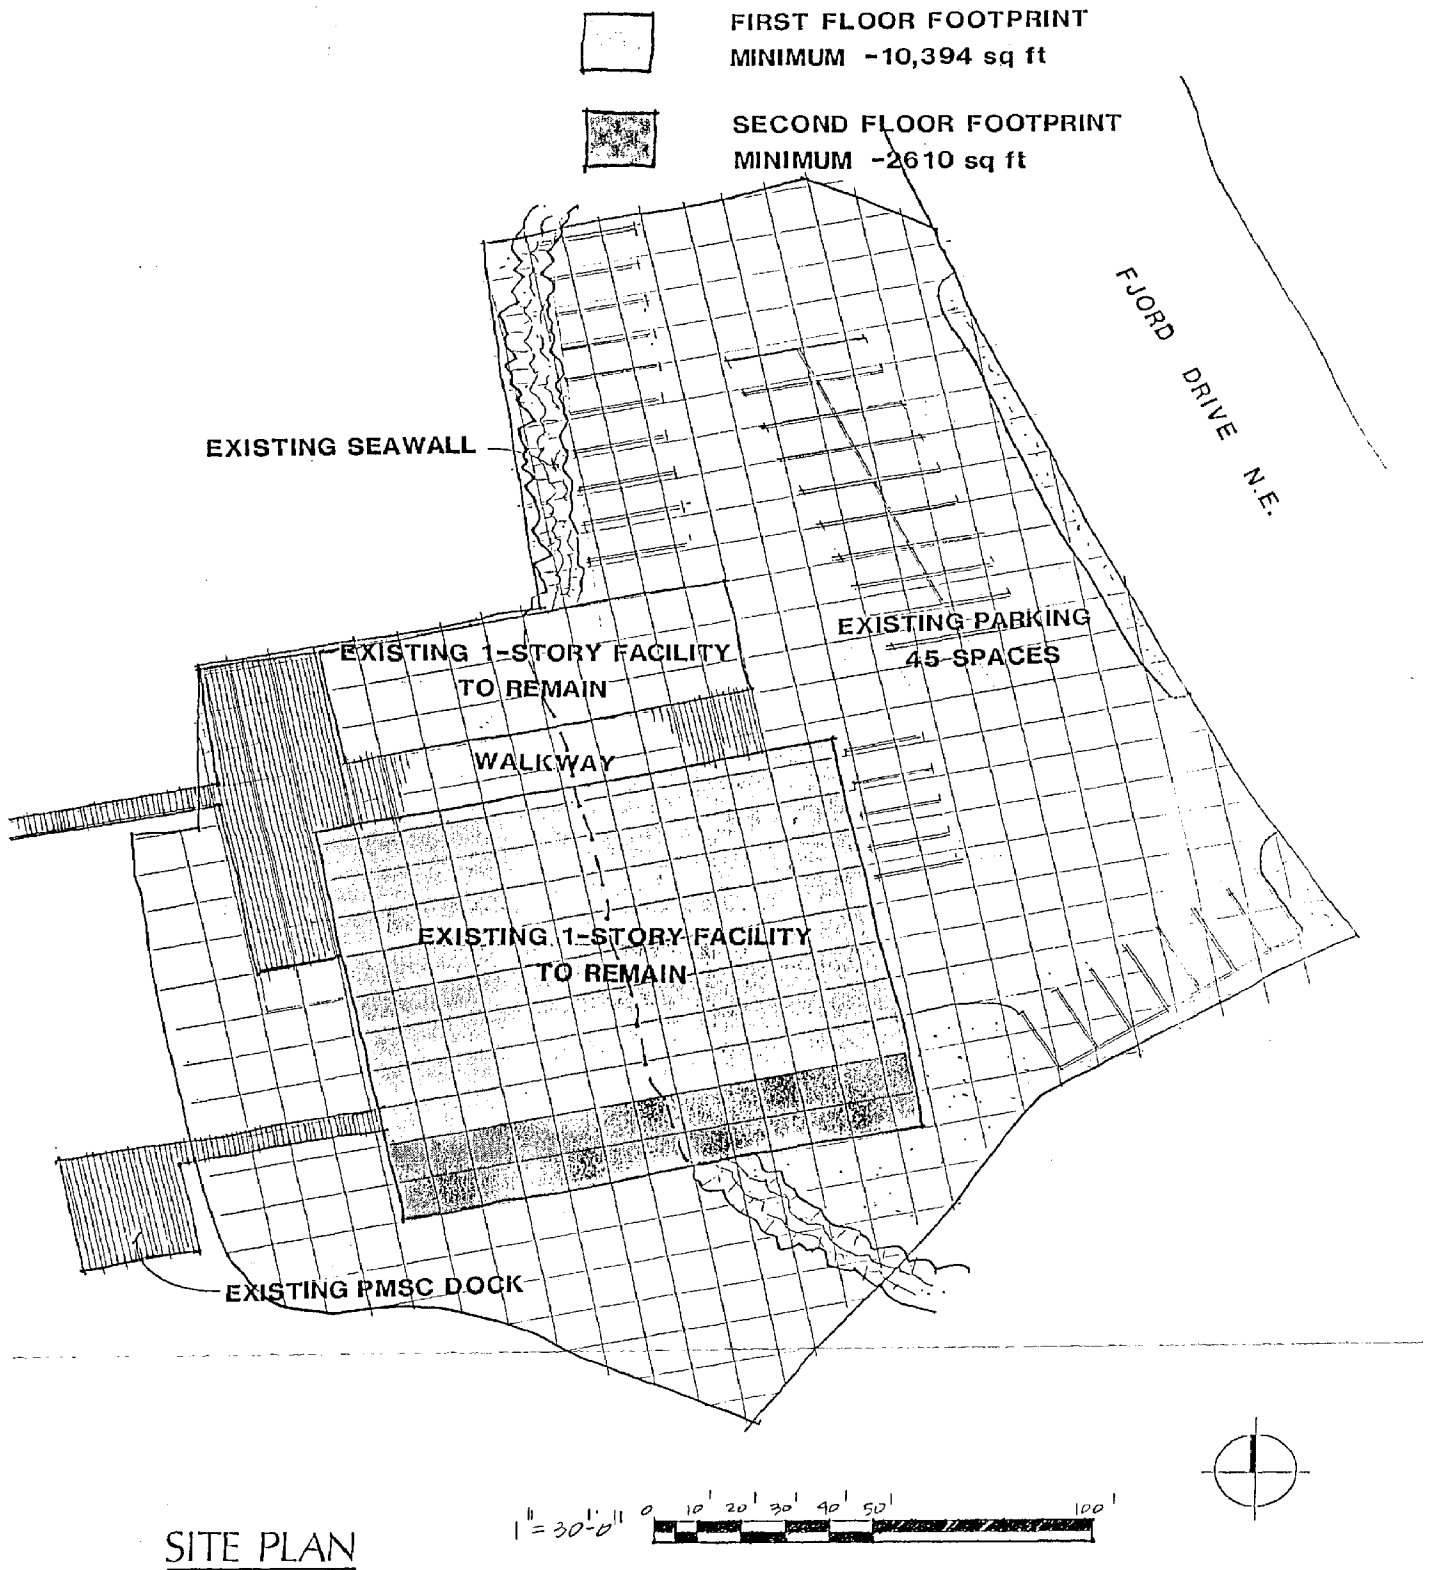 FIRST FLOOR FOOTPRINT
MINIMUM -10,394 sq ft
SECOND FLOOR FOOTPRINT
MINIMUM -2610 sq ft
FJORD DRIVE N.E.
EXISTING SEAWALL
EXISTING PARKING
45 SPACES
EXISTING 1-STORY FACILITY
TO REMAIN
WALKWAY
EXISTING 1-STORY FACILITY
TO REMAIN
EXISTING PMSC DOCK
1" = 30'-0" 0 10' 20' 30' 40' 50' 100'
SITE PLAN